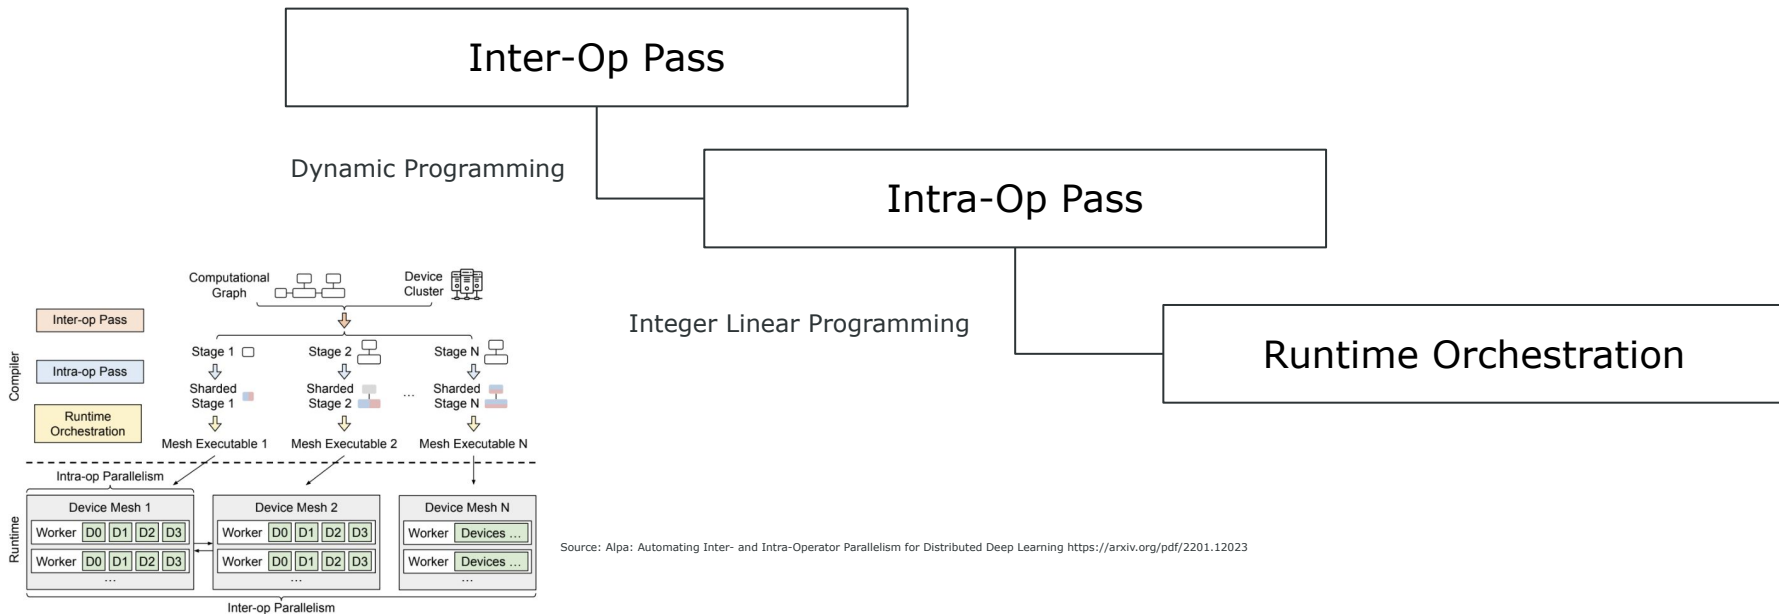 Inter-Op Pass
Dynamic Programming
Intra-Op Pass
Integer Linear Programming
Runtime Orchestration
Computational
Graph
Device
Cluster
Compiler
Inter-op Pass
Stage 1
Stage 2
Stage N
Intra-op Pass
Sharded
Stage 1
Sharded
Stage 2
...
Sharded
Stage N
Runtime
Orchestration
Mesh Executable 1
Mesh Executable 2
Mesh Executable N
Intra-op Parallelism
Runtime
Device Mesh 1
Worker D0 D1 D2 D3
Worker D0 D1 D2 D3
...
Device Mesh 2
Worker D0 D1 D2 D3
Worker D0 D1 D2 D3
...
Device Mesh N
Worker Devices ...
Worker Devices ...
...
Inter-op Parallelism
Source: Alpa: Automating Inter- and Intra-Operator Parallelism for Distributed Deep Learning https://arxiv.org/pdf/2201.12023